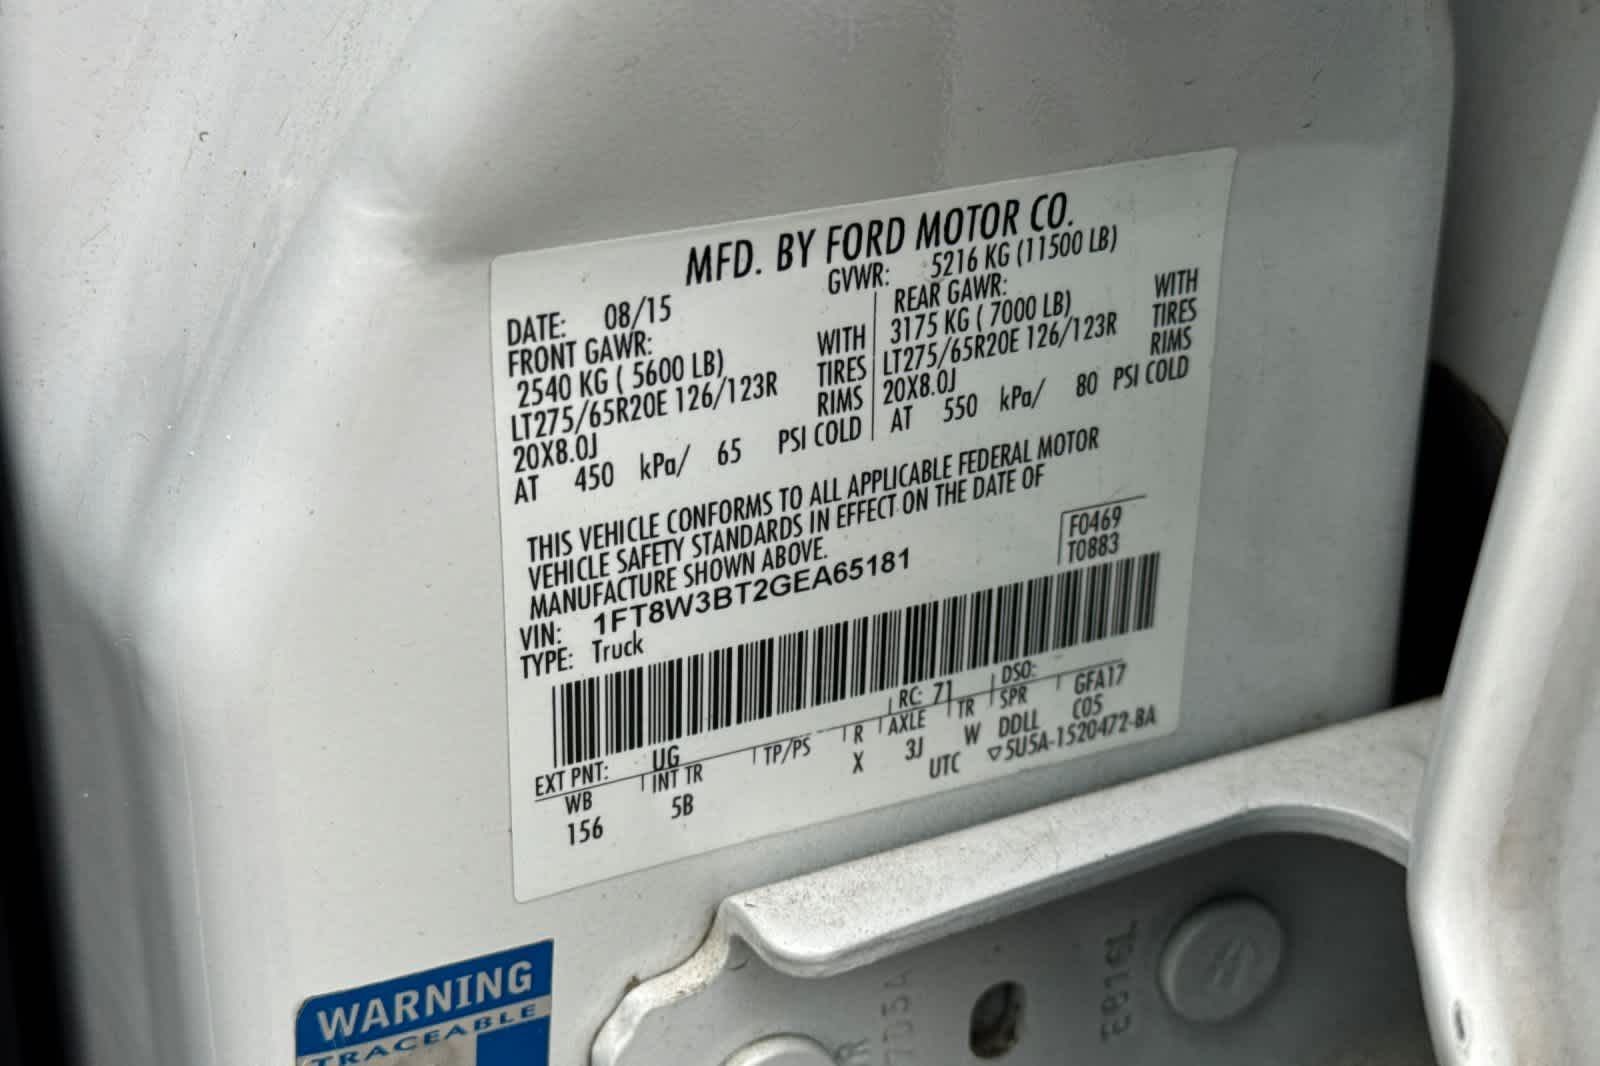 MFD. BY FORD MOTOR CO.
DATE: 08/15
GVWR: 5216 KG (11500 LB)
FRONT GAWR:
2540 KG ( 5600 LB) WITH
LT275/65R20E 126/123R TIRES
20X8.0J RIMS
AT 450 kPa/ 65 PSI COLD
REAR GAWR:
3175 KG ( 7000 LB) WITH
LT275/65R20E 126/123R TIRES
20X8.0J RIMS
AT 550 kPa/ 80 PSI COLD
THIS VEHICLE CONFORMS TO ALL APPLICABLE FEDERAL MOTOR
VEHICLE SAFETY STANDARDS IN EFFECT ON THE DATE OF
MANUFACTURE SHOWN ABOVE.
F0469
T0883
VIN: 1FT8W3BT2GEA65181
TYPE: Truck
EXT PNT: UG RC: 71 DSO:
WB INT TR TP/PS R AXLE TR SPR GFA17
156 5B X 3J W DDLL C05
UTC ▽5U5A-1520472-BA
WARNING
TRACEABLE
E8161